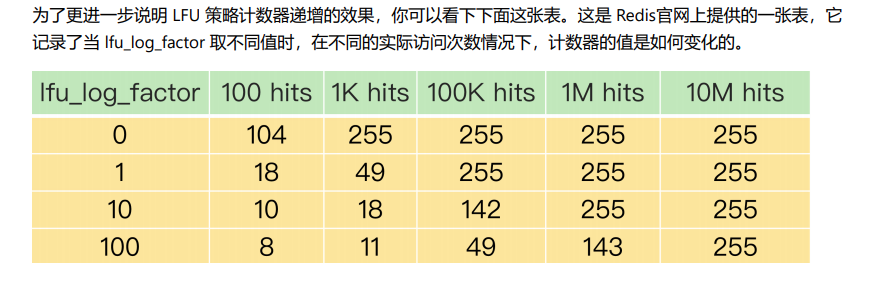 为了更进一步说明 LFU 策略计数器递增的效果，你可以看下下面这张表。这是 Redis官网上提供的一张表，它
记录了当 lfu_log_factor 取不同值时，在不同的实际访问次数情况下，计数器的值是如何变化的。
lfu_log_factor 100 hits 1K hits 100K hits 1M hits 10M hits
0 104 255 255 255 255
1 18 49 255 255 255
10 10 18 142 255 255
100 8 11 49 143 255